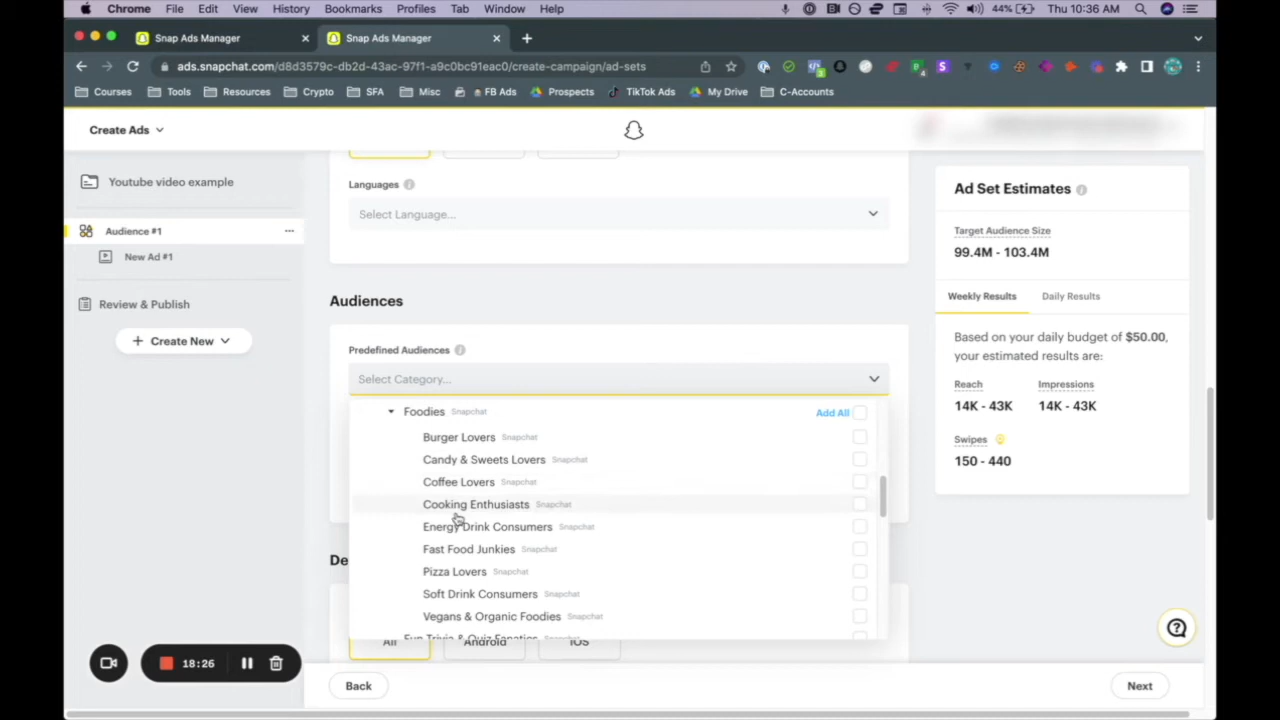 Chrome File Edit View History Bookmarks Profiles Tab Window Help 44% Thu 10:36 AM
Snap Ads Manager Snap Ads Manager
ads.snapchat.com/d8d3579c-db2d-43ac-97f1-a9c0bc91eac0/create-campaign/ad-sets
Courses Tools Resources Crypto SFA Misc FB Ads Prospects TikTok Ads My Drive C-Accounts
Create Ads
Youtube video example
Audience #1
New Ad #1
Review & Publish
+ Create New
Languages
Select Language...
Audiences
Predefined Audiences
Select Category...
Foodies Snapchat Add All
Burger Lovers Snapchat
Candy & Sweets Lovers Snapchat
Coffee Lovers Snapchat
Cooking Enthusiasts Snapchat
Energy Drink Consumers Snapchat
Fast Food Junkies Snapchat
Pizza Lovers Snapchat
Soft Drink Consumers Snapchat
Vegans & Organic Foodies Snapchat
Fun Trivia & Quiz Fanatics Snapchat
De
All Android iOS
Back Next
Ad Set Estimates
Target Audience Size
99.4M - 103.4M
Weekly Results Daily Results
Based on your daily budget of $50.00,
your estimated results are:
Reach Impressions
14K - 43K 14K - 43K
Swipes
150 - 440
18:26